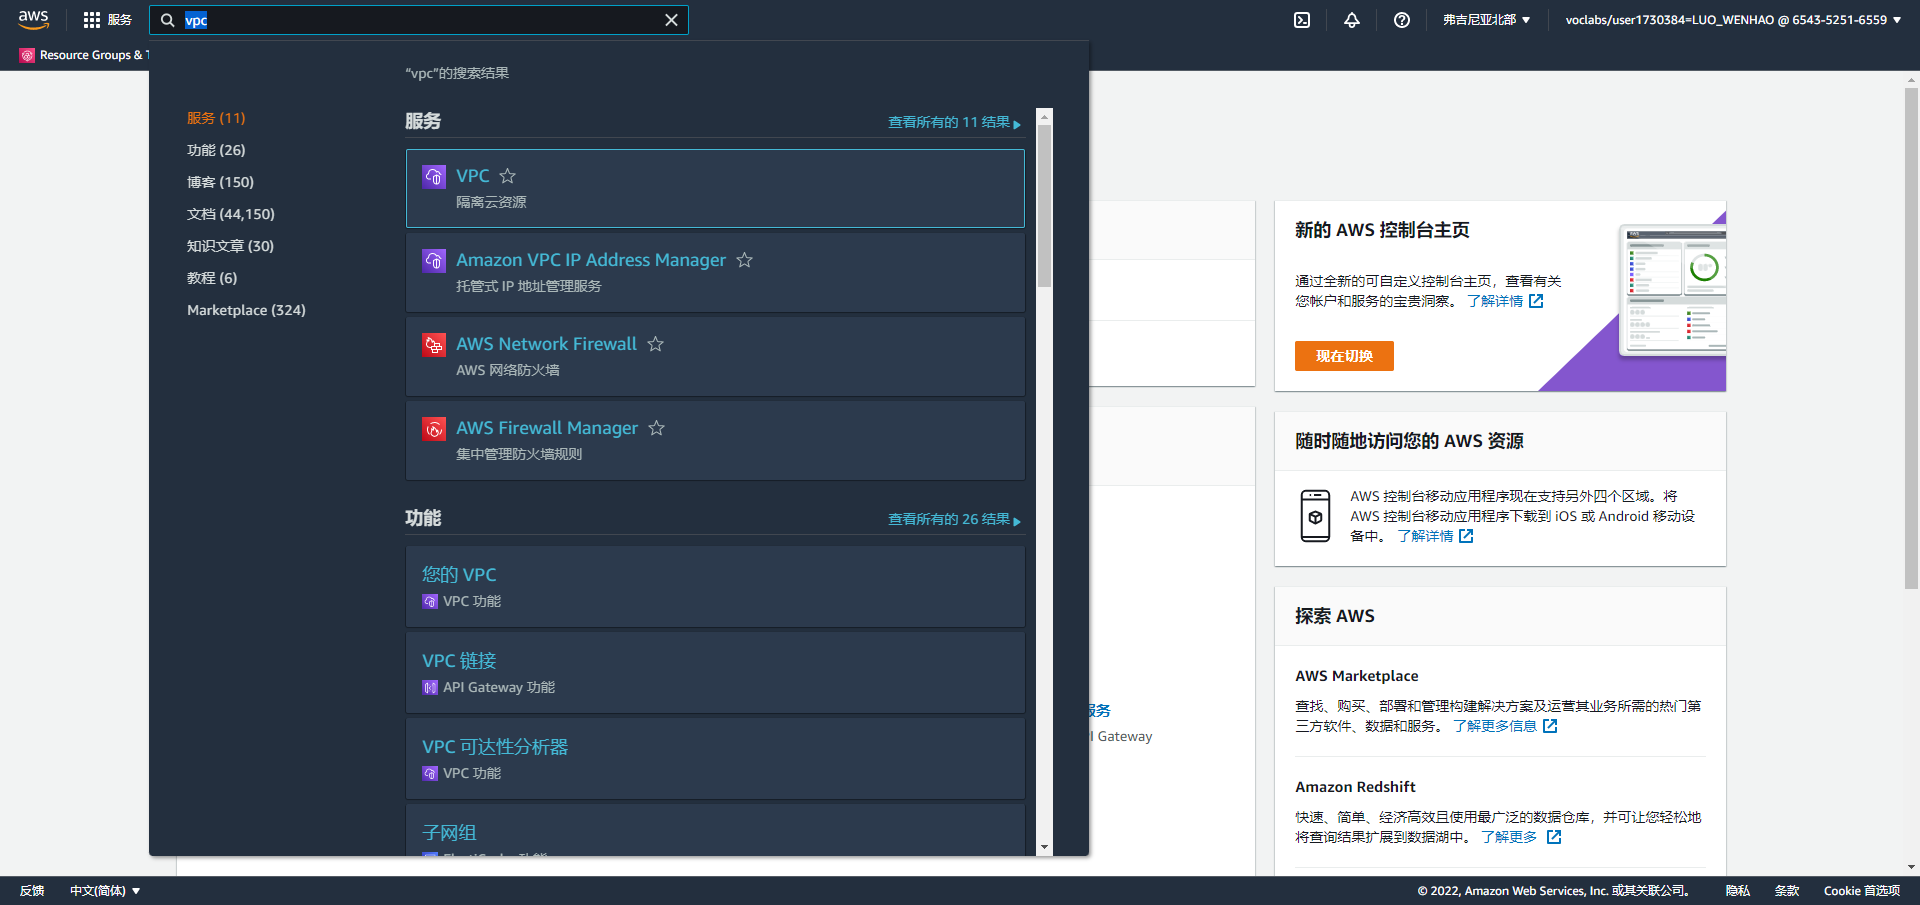 aws
服务
vpc
弗吉尼亚北部
voclabs/user1730384=LUO_WENHAO @ 6543-5251-6559
Resource Groups &
“vpc”的搜索结果
服务 (11)
功能 (26)
博客 (150)
文档 (44,150)
知识文章 (30)
教程 (6)
Marketplace (324)
服务
查看所有的 11 结果
VPC
隔离云资源
Amazon VPC IP Address Manager
托管式 IP 地址管理服务
AWS Network Firewall
AWS 网络防火墙
AWS Firewall Manager
集中管理防火墙规则
功能
查看所有的 26 结果
您的 VPC
VPC 功能
VPC 链接
API Gateway 功能
VPC 可达性分析器
VPC 功能
子网组
服务
Gateway
新的 AWS 控制台主页
通过全新的可自定义控制台主页，查看有关
您帐户和服务的宝贵洞察。 了解详情
现在切换
随时随地访问您的 AWS 资源
AWS 控制台移动应用程序现在支持另外四个区域。将
AWS 控制台移动应用程序下载到 iOS 或 Android 移动设
备中。 了解详情
探索 AWS
AWS Marketplace
查找、购买、部署和管理构建解决方案及运营其业务所需的热门第
三方软件、数据和服务。 了解更多信息
Amazon Redshift
快速、简单、经济高效且使用最广泛的数据仓库，并可让您轻松地
将查询结果扩展到数据湖中。 了解更多
反馈
中文(简体)
© 2022, Amazon Web Services, Inc. 或其关联公司。
隐私
条款
Cookie 首选项